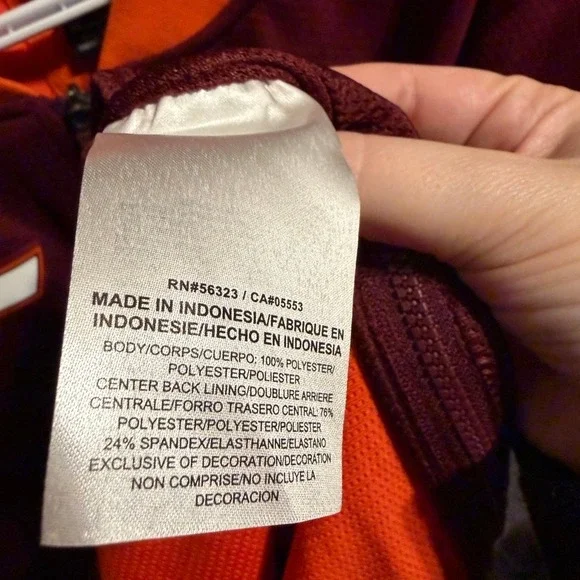 RN#56323 / CA#05553
MADE IN INDONESIA/FABRIQUE EN
INDONESIE/HECHO EN INDONESIA
BODY/CORPS/CUERPO: 100% POLYESTER/
POLYESTER/POLIESTER
CENTER BACK LINING/DOUBLURE ARRIERE
CENTRALE/FORRO TRASERO CENTRAL: 76%
POLYESTER/POLYESTER/POLIESTER
24% SPANDEX/ELASTHANNE/ELASTANO
EXCLUSIVE OF DECORATION/DECORATION
NON COMPRISE/NO INCLUYE LA
DECORACION